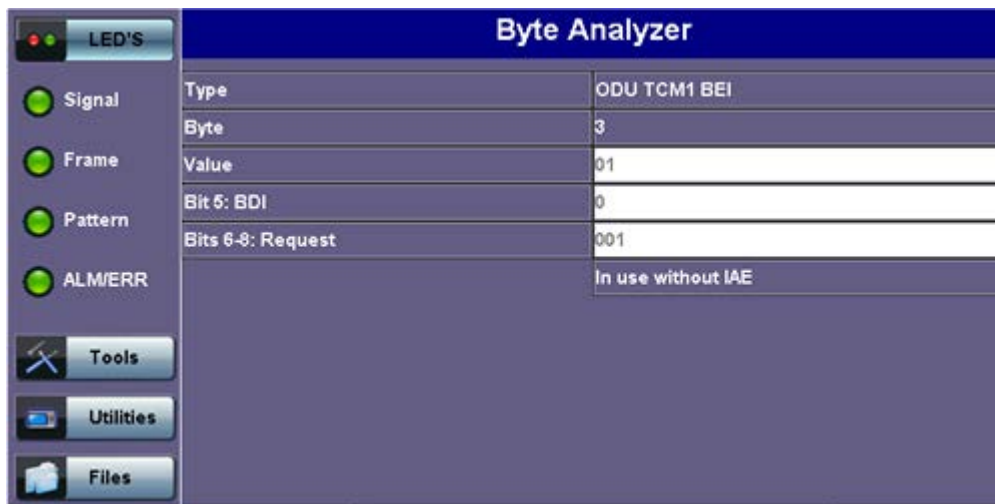 LED'S
Signal
Frame
Pattern
ALM/ERR
Tools
Utilities
Files
Byte Analyzer
Type ODU TCM1 BEI
Byte 3
Value 01
Bit 5: BDI 0
Bits 6-8: Request 001
In use without IAE